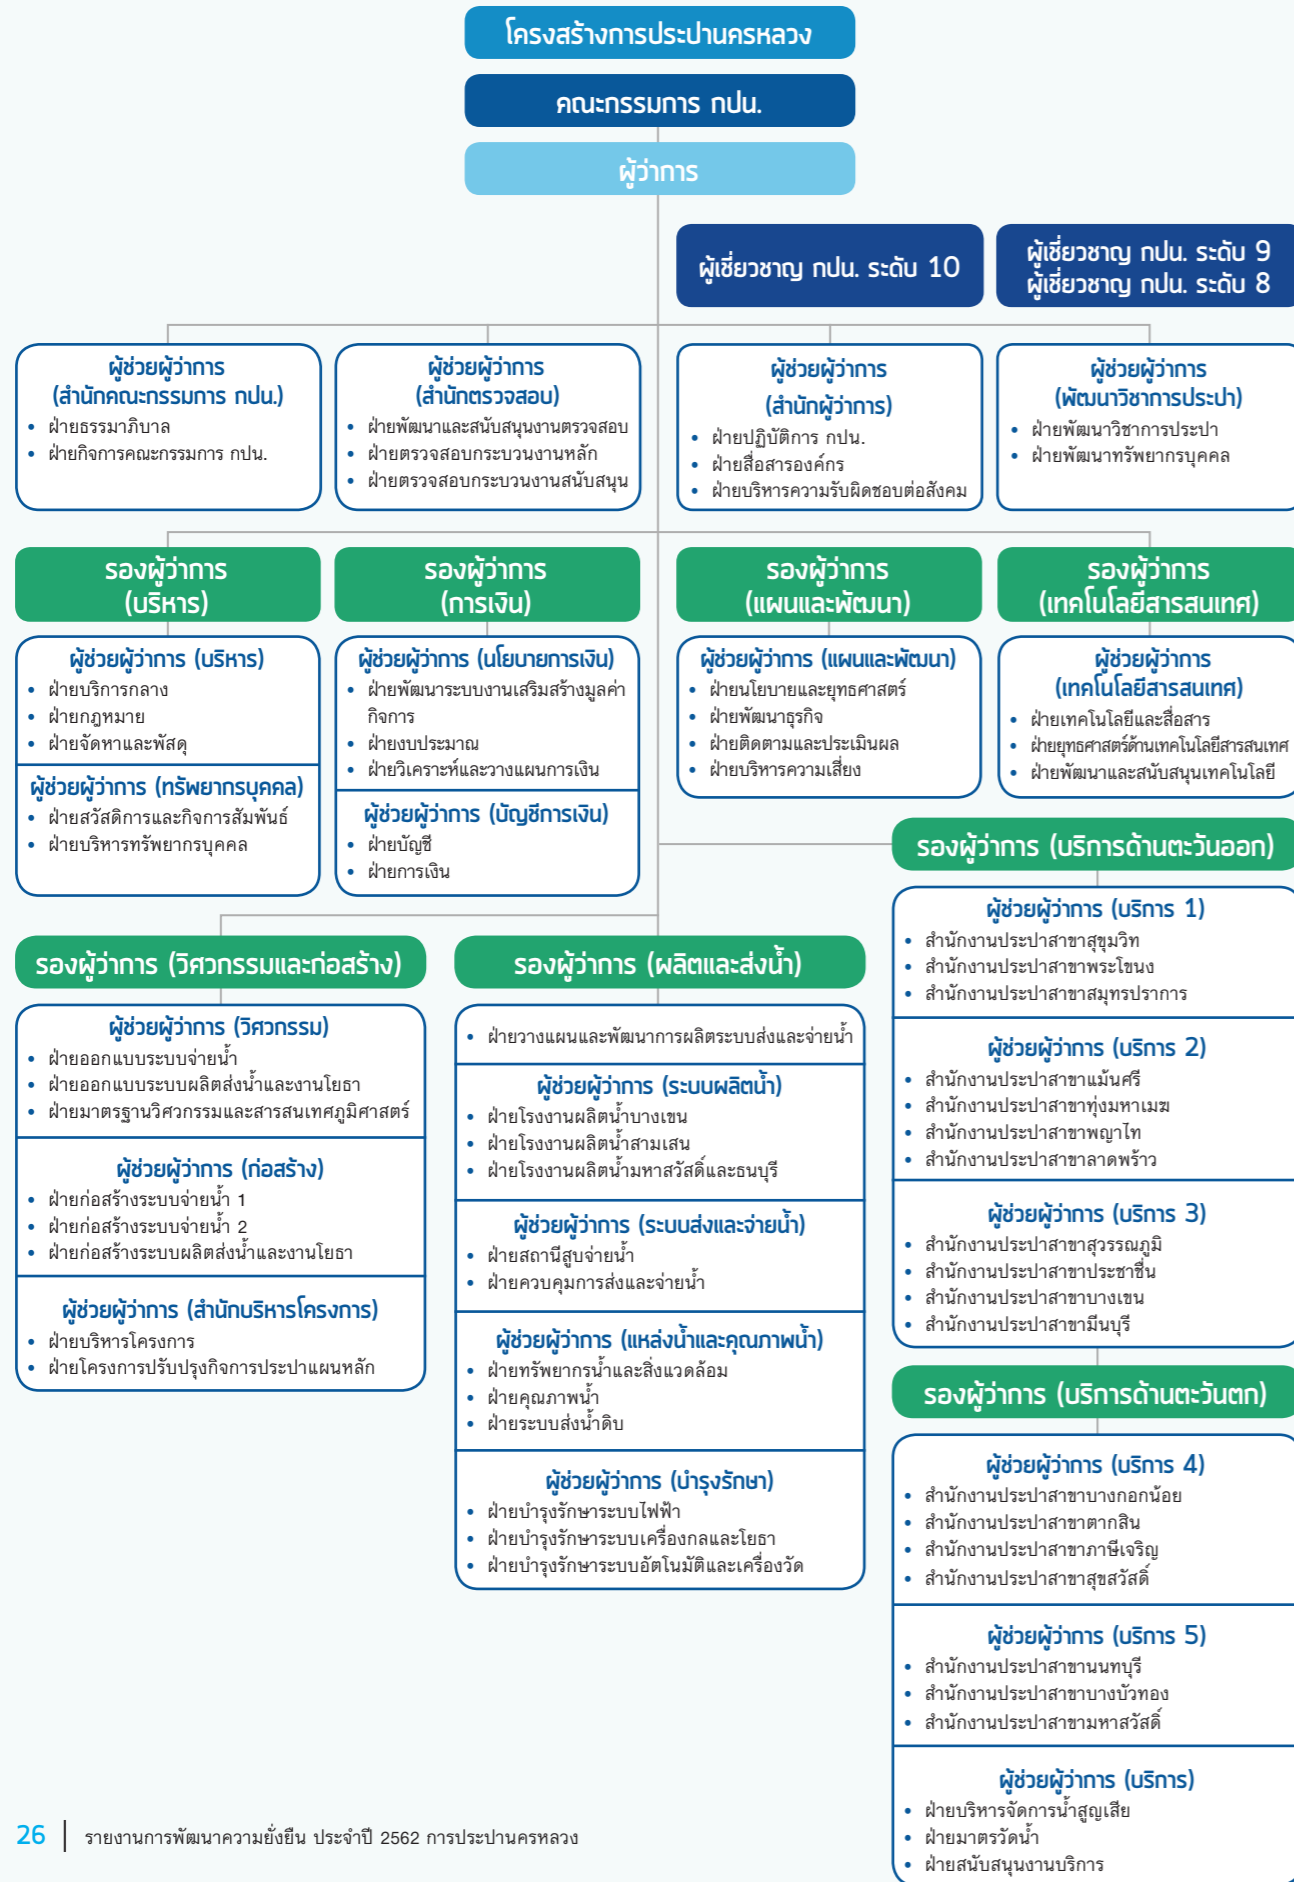 โครงสร้างการประปานครหลวง
คณะกรรมการ กปน.
ผู้ว่าการ
ผู้เชี่ยวชาญ กปน. ระดับ 10
ผู้เชี่ยวชาญ กปน. ระดับ 9
ผู้เชี่ยวชาญ กปน. ระดับ 8
ผู้ช่วยผู้ว่าการ
(สำนักคณะกรรมการ กปน.)
• ฝ่ายธรรมาภิบาล
• ฝ่ายกิจการคณะกรรมการ กปน.
ผู้ช่วยผู้ว่าการ
(สำนักตรวจสอบ)
• ฝ่ายพัฒนาและสนับสนุนงานตรวจสอบ
• ฝ่ายตรวจสอบกระบวนงานหลัก
• ฝ่ายตรวจสอบกระบวนงานสนับสนุน
ผู้ช่วยผู้ว่าการ
(สำนักผู้ว่าการ)
• ฝ่ายปฏิบัติการ กปน.
• ฝ่ายสื่อสารองค์กร
• ฝ่ายบริหารความรับผิดชอบต่อสังคม
ผู้ช่วยผู้ว่าการ
(พัฒนาวิชาการประปา)
• ฝ่ายพัฒนาวิชาการประปา
• ฝ่ายพัฒนาทรัพยากรบุคคล
รองผู้ว่าการ
(บริหาร)
ผู้ช่วยผู้ว่าการ (บริหาร)
• ฝ่ายบริการกลาง
• ฝ่ายกฎหมาย
• ฝ่ายจัดหาและพัสดุ
ผู้ช่วยผู้ว่าการ (ทรัพยากรบุคคล)
• ฝ่ายสวัสดิการและกิจการสัมพันธ์
• ฝ่ายบริหารทรัพยากรบุคคล
รองผู้ว่าการ
(การเงิน)
ผู้ช่วยผู้ว่าการ (นโยบายการเงิน)
• ฝ่ายพัฒนาระบบงานเสริมสร้างมูลค่า
กิจการ
• ฝ่ายงบประมาณ
• ฝ่ายวิเคราะห์และวางแผนการเงิน
ผู้ช่วยผู้ว่าการ (บัญชีการเงิน)
• ฝ่ายบัญชี
• ฝ่ายการเงิน
รองผู้ว่าการ
(แผนและพัฒนา)
ผู้ช่วยผู้ว่าการ (แผนและพัฒนา)
• ฝ่ายนโยบายและยุทธศาสตร์
• ฝ่ายพัฒนาธุรกิจ
• ฝ่ายติดตามและประเมินผล
• ฝ่ายบริหารความเสี่ยง
รองผู้ว่าการ
(เทคโนโลยีสารสนเทศ)
ผู้ช่วยผู้ว่าการ
(เทคโนโลยีสารสนเทศ)
• ฝ่ายเทคโนโลยีและสื่อสาร
• ฝ่ายยุทธศาสตร์ด้านเทคโนโลยีสารสนเทศ
• ฝ่ายพัฒนาและสนับสนุนเทคโนโลยี
รองผู้ว่าการ (วิศวกรรมและก่อสร้าง)
ผู้ช่วยผู้ว่าการ (วิศวกรรม)
• ฝ่ายออกแบบระบบจ่ายน้ำ
• ฝ่ายออกแบบระบบผลิตส่งน้ำและงานโยธา
• ฝ่ายมาตรฐานวิศวกรรมและสารสนเทศภูมิศาสตร์
ผู้ช่วยผู้ว่าการ (ก่อสร้าง)
• ฝ่ายก่อสร้างระบบจ่ายน้ำ 1
• ฝ่ายก่อสร้างระบบจ่ายน้ำ 2
• ฝ่ายก่อสร้างระบบผลิตส่งน้ำและงานโยธา
ผู้ช่วยผู้ว่าการ (สำนักบริหารโครงการ)
• ฝ่ายบริหารโครงการ
• ฝ่ายโครงการปรับปรุงกิจการประปาแผนหลัก
รองผู้ว่าการ (ผลิตและส่งน้ำ)
• ฝ่ายวางแผนและพัฒนาการผลิตระบบส่งและจ่ายน้ำ
ผู้ช่วยผู้ว่าการ (ระบบผลิตน้ำ)
• ฝ่ายโรงงานผลิตน้ำบางเขน
• ฝ่ายโรงงานผลิตน้ำสามเสน
• ฝ่ายโรงงานผลิตน้ำมหาสวัสดิ์และธนบุรี
ผู้ช่วยผู้ว่าการ (ระบบส่งและจ่ายน้ำ)
• ฝ่ายสถานีสูบจ่ายน้ำ
• ฝ่ายควบคุมการส่งและจ่ายน้ำ
ผู้ช่วยผู้ว่าการ (แหล่งน้ำและคุณภาพน้ำ)
• ฝ่ายทรัพยากรน้ำและสิ่งแวดล้อม
• ฝ่ายคุณภาพน้ำ
• ฝ่ายระบบส่งน้ำดิบ
ผู้ช่วยผู้ว่าการ (บำรุงรักษา)
• ฝ่ายบำรุงรักษาระบบไฟฟ้า
• ฝ่ายบำรุงรักษาระบบเครื่องกลและโยธา
• ฝ่ายบำรุงรักษาระบบอัตโนมัติและเครื่องวัด
รองผู้ว่าการ (บริการด้านตะวันออก)
ผู้ช่วยผู้ว่าการ (บริการ 1)
• สำนักงานประปาสาขาสุขุมวิท
• สำนักงานประปาสาขาพระโขนง
• สำนักงานประปาสาขาสมุทรปราการ
ผู้ช่วยผู้ว่าการ (บริการ 2)
• สำนักงานประปาสาขาแม้นศรี
• สำนักงานประปาสาขาทุ่งมหาเมฆ
• สำนักงานประปาสาขาพญาไท
• สำนักงานประปาสาขาลาดพร้าว
ผู้ช่วยผู้ว่าการ (บริการ 3)
• สำนักงานประปาสาขาสุวรรณภูมิ
• สำนักงานประปาสาขาประชาชื่น
• สำนักงานประปาสาขาบางเขน
• สำนักงานประปาสาขามีนบุรี
รองผู้ว่าการ (บริการด้านตะวันตก)
ผู้ช่วยผู้ว่าการ (บริการ 4)
• สำนักงานประปาสาขาบางกอกน้อย
• สำนักงานประปาสาขาตากสิน
• สำนักงานประปาสาขาภาษีเจริญ
• สำนักงานประปาสาขาสุขสวัสดิ์
ผู้ช่วยผู้ว่าการ (บริการ 5)
• สำนักงานประปาสาขานนทบุรี
• สำนักงานประปาสาขาบางบัวทอง
• สำนักงานประปาสาขามหาสวัสดิ์
ผู้ช่วยผู้ว่าการ (บริการ)
• ฝ่ายบริหารจัดการน้ำสูญเสีย
• ฝ่ายมาตรวัดน้ำ
• ฝ่ายสนับสนุนงานบริการ
26 | รายงานการพัฒนาความยั่งยืน ประจำปี 2562 การประปานครหลวง